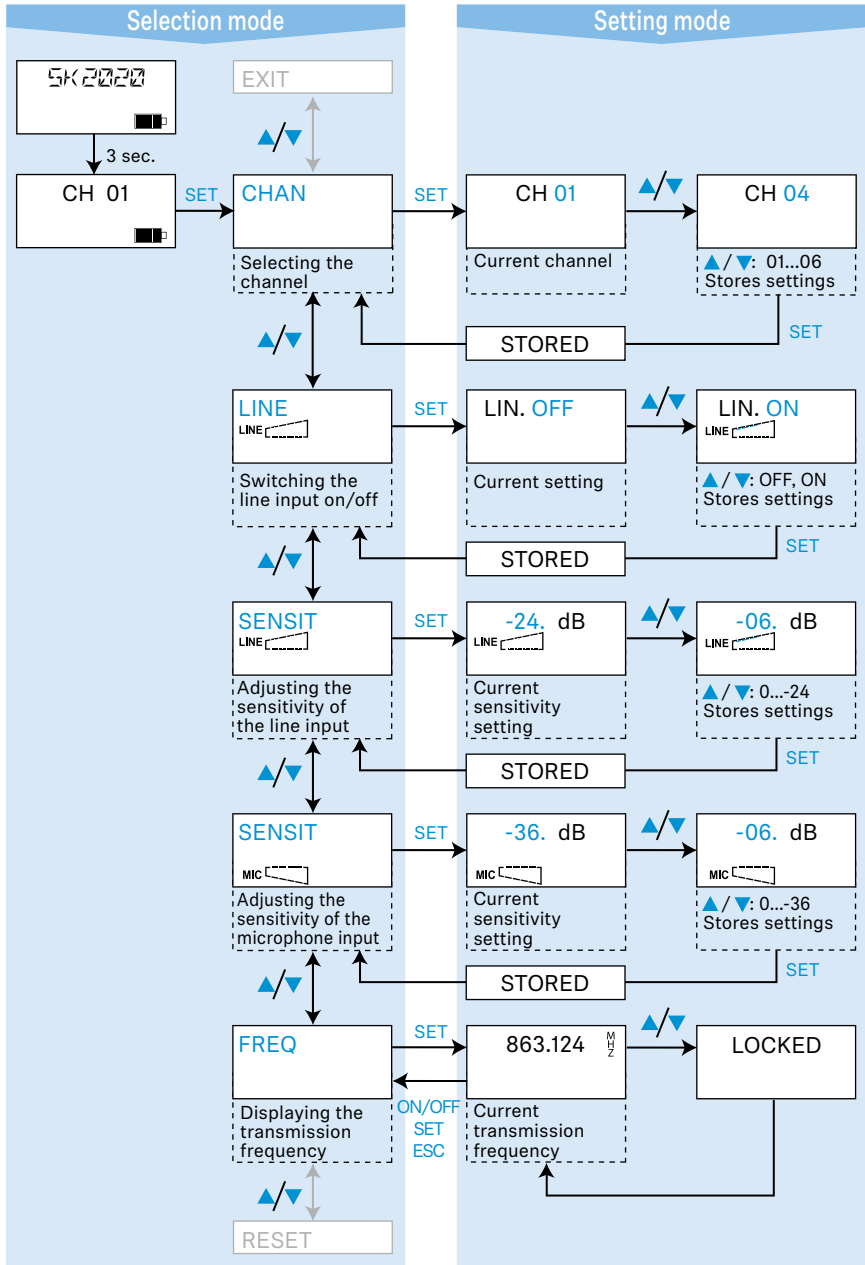 Selection mode
Setting mode
SK2020
EXIT
▲/▼
3 sec.
CH 01
SET
CHAN
SET
CH 01
▲/▼
CH 04
Selecting the
channel
Current channel
▲/▼: 01...06
Stores settings
▲/▼
STORED
SET
LINE
LINE
SET
LIN. OFF
▲/▼
LIN. ON
LINE
Switching the
line input on/off
Current setting
▲/▼: OFF, ON
Stores settings
▲/▼
STORED
SET
SENSIT
LINE
SET
-24. dB
LINE
▲/▼
-06. dB
LINE
Adjusting the
sensitivity of
the line input
Current
sensitivity
setting
▲/▼: 0...-24
Stores settings
▲/▼
STORED
SET
SENSIT
MIC
SET
-36. dB
MIC
▲/▼
-06. dB
MIC
Adjusting the
sensitivity of the
microphone input
Current
sensitivity
setting
▲/▼: 0...-36
Stores settings
▲/▼
STORED
SET
FREQ
SET
863.124 MHZ
▲/▼
LOCKED
ON/OFF
SET
ESC
Displaying the
transmission
frequency
Current
transmission
frequency
▲/▼
RESET